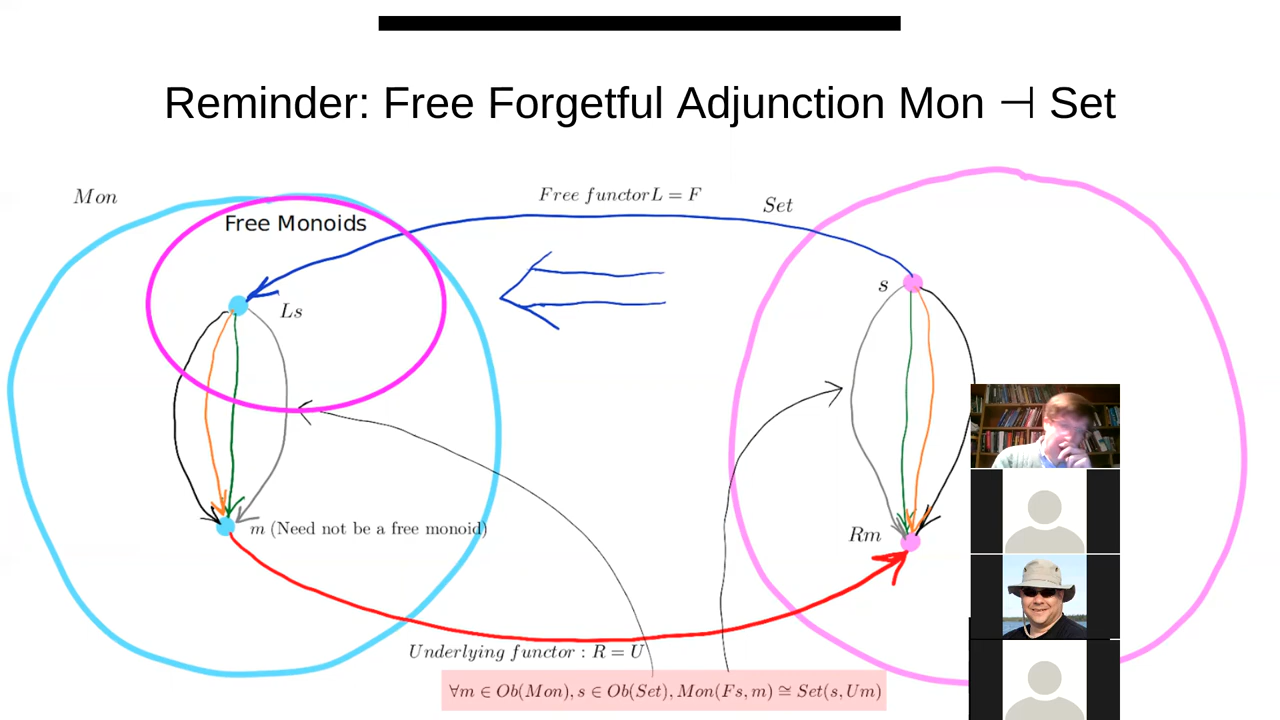 Reminder: Free Forgetful Adjunction Mon ⊣ Set
Mon
Free functorL = F
Set
Free Monoids
s
Ls
m (Need not be a free monoid)
Rm
Underlying functor : R = U
∀m ∈ Ob(Mon), s ∈ Ob(Set), Mon(Fs, m) ≅ Set(s, Um)